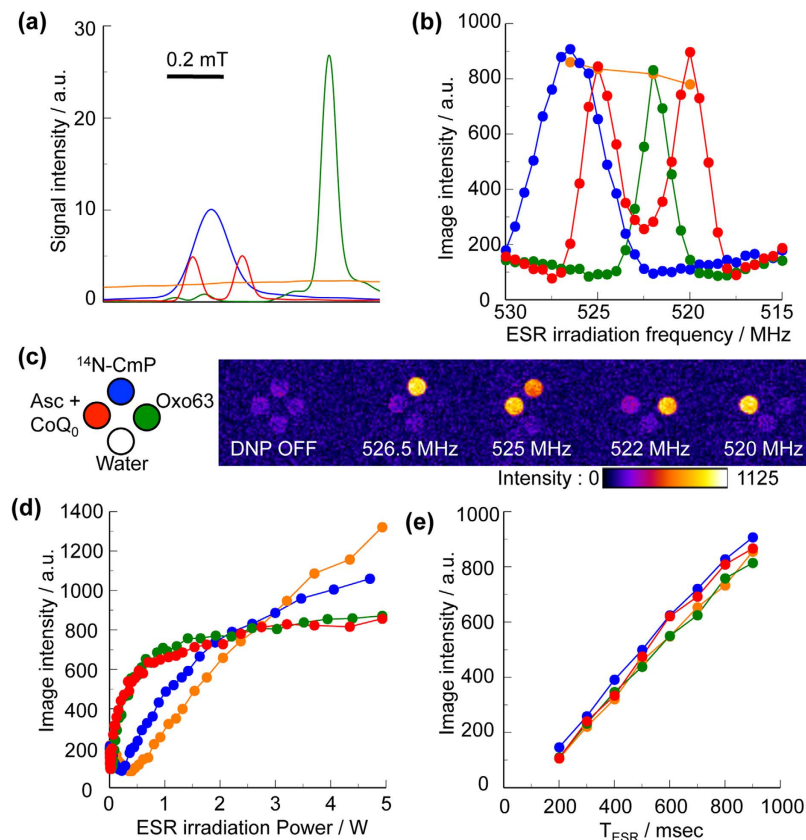 (a)
30
20
10
0
Signal intensity / a.u.
0.2 mT
(b)
1000
800
600
400
200
0
Image intensity / a.u.
530 525 520 515
ESR irradiation frequency / MHz
(c)
¹⁴N-CmP
Asc +
CoQ₀
Oxo63
Water
DNP OFF 526.5 MHz 525 MHz 522 MHz 520 MHz
Intensity : 0 1125
(d)
1400
1200
1000
800
600
400
200
0
Image intensity / a.u.
0 1 2 3 4 5
ESR irradiation Power / W
(e)
1000
800
600
400
200
0
Image intensity / a.u.
0 200 400 600 800 1000
T_ESR / msec